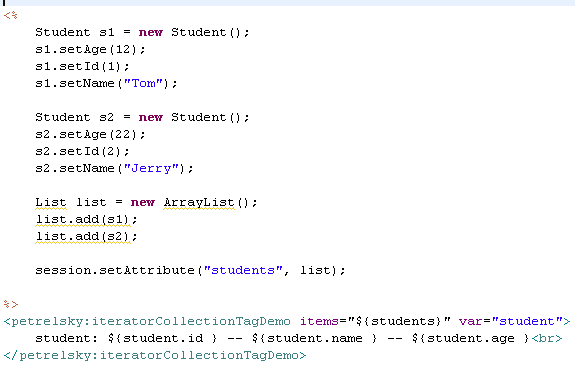 <%
Student s1 = new Student();
s1.setAge(12);
s1.setId(1);
s1.setName("Tom");
Student s2 = new Student();
s2.setAge(22);
s2.setId(2);
s2.setName("Jerry");
List list = new ArrayList();
list.add(s1);
list.add(s2);
session.setAttribute("students", list);
%>
<petrelsky:iteratorCollectionTagDemo items="${students}" var="student">
student: ${student.id } -- ${student.name } -- ${student.age }<br>
</petrelsky:iteratorCollectionTagDemo>